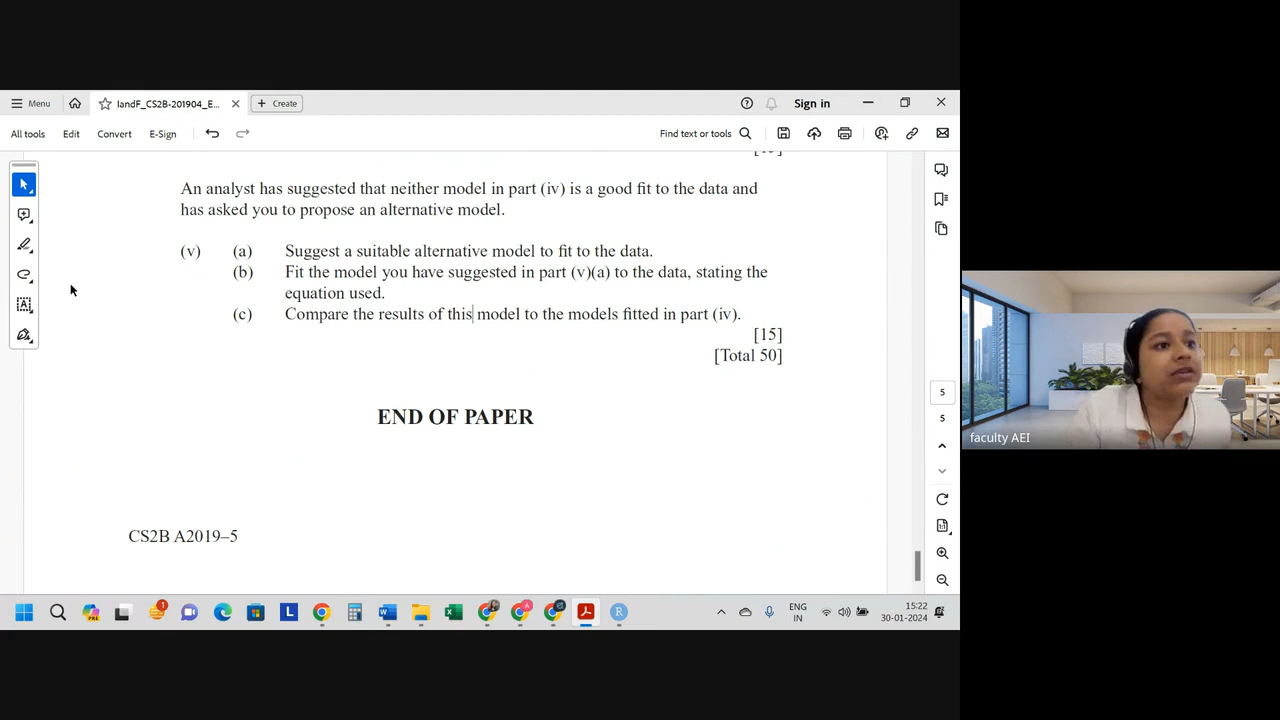 Menu
IandF_CS2B-201904_E...
Create
Sign in
All tools
Edit
Convert
E-Sign
Find text or tools
An analyst has suggested that neither model in part (iv) is a good fit to the data and
has asked you to propose an alternative model.
(v) (a) Suggest a suitable alternative model to fit to the data.
(b) Fit the model you have suggested in part (v)(a) to the data, stating the
equation used.
(c) Compare the results of this model to the models fitted in part (iv).
[15]
[Total 50]
END OF PAPER
CS2B A2019–5
5
5
faculty AEI
ENG
IN
15:22
30-01-2024